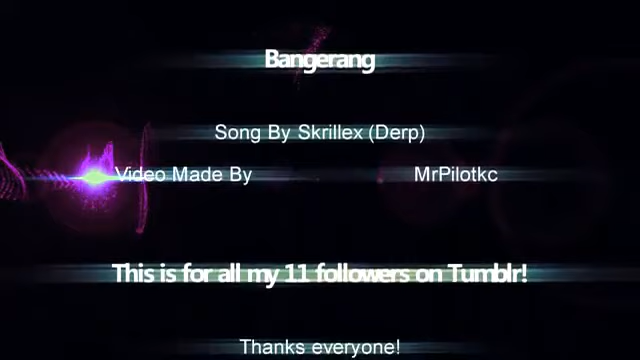 Bangerang
Song By Skrillex (Derp)
Video Made By MrPilotkc
This is for all my 11 followers on Tumblr!
Thanks everyone!